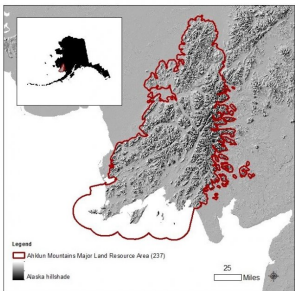 Legend
Ahklun Mountains Major Land Resource Area (237)
Alaska hillshade
25
Miles